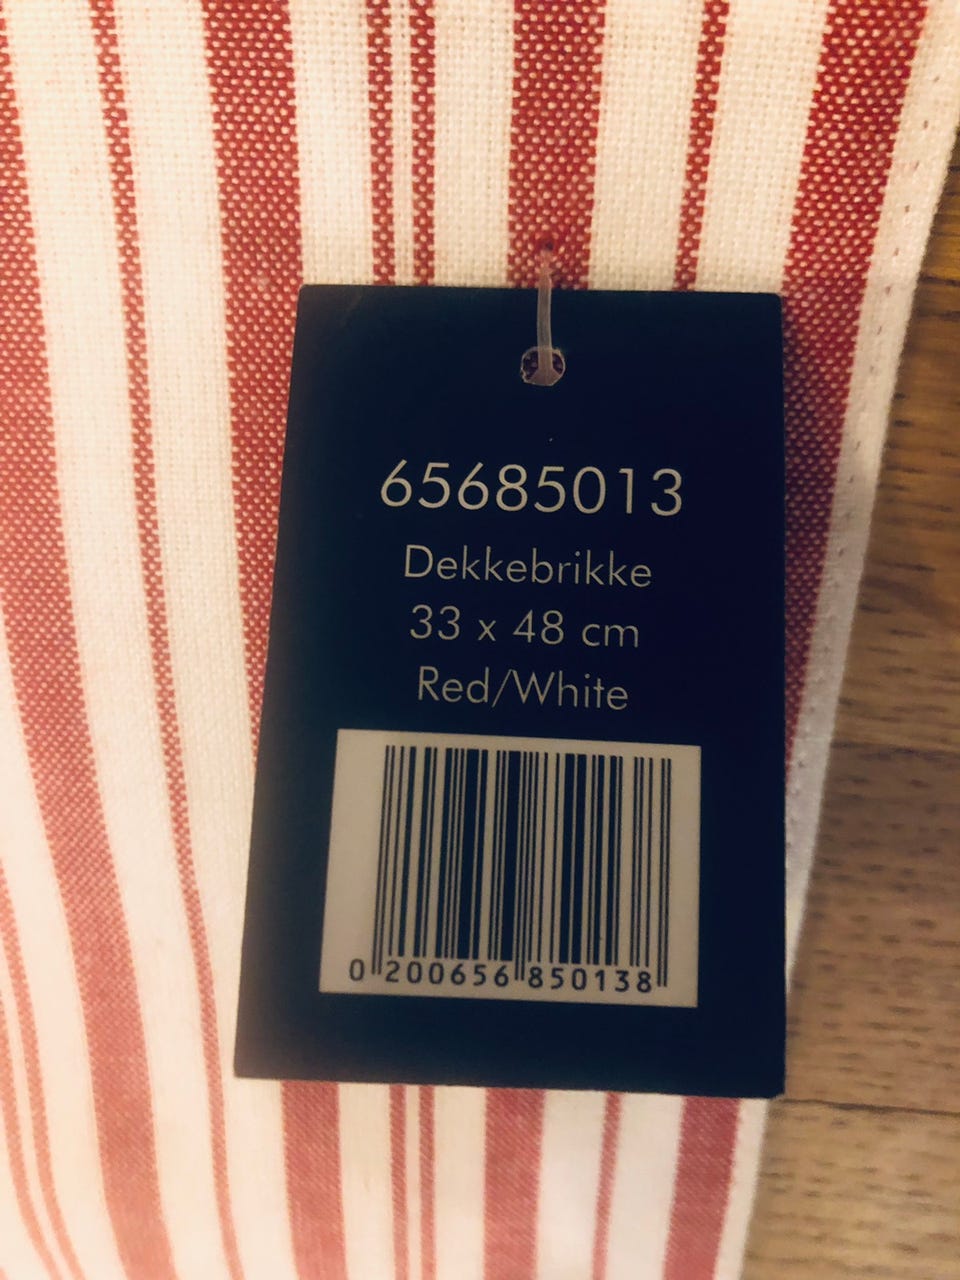 65685013
Dekkebrikke
33 x 48 cm
Red/White
0 200656 850138